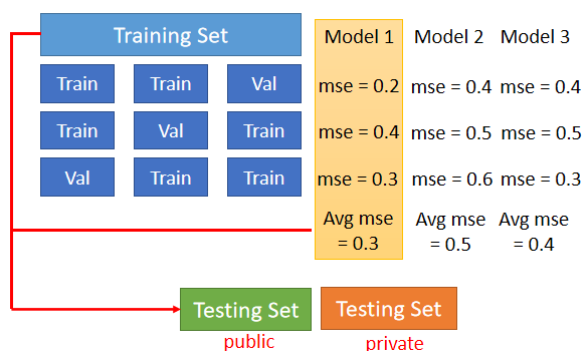 Training Set Model 1 Model 2 Model 3
Train Train Val mse = 0.2 mse = 0.4 mse = 0.4
Train Val Train mse = 0.4 mse = 0.5 mse = 0.5
Val Train Train mse = 0.3 mse = 0.6 mse = 0.3
Avg mse Avg mse Avg mse
= 0.3 = 0.5 = 0.4
Testing Set Testing Set
public private